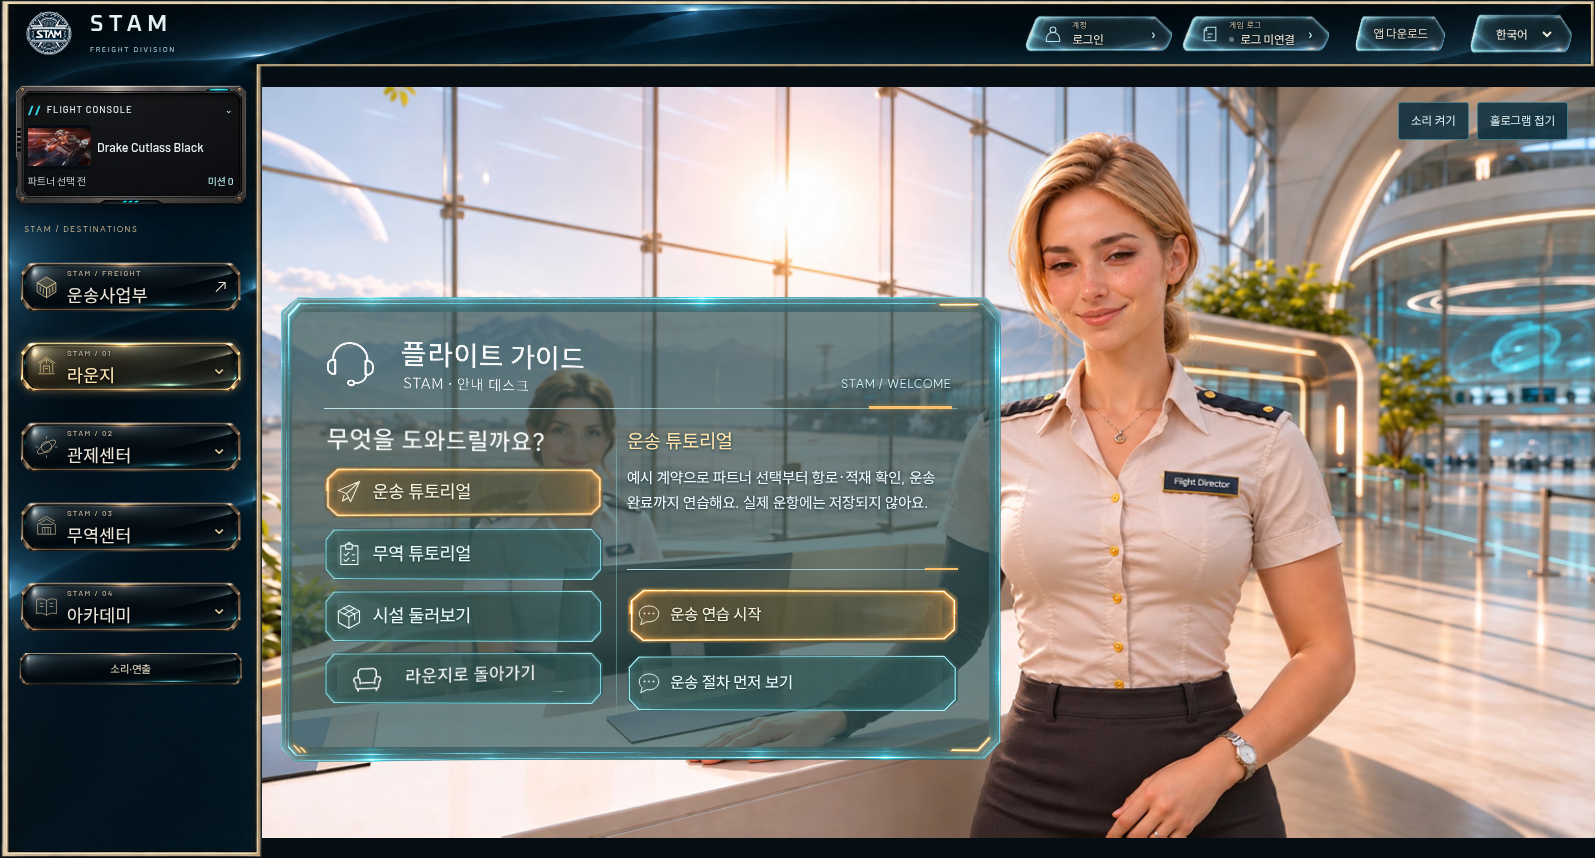 STAM
STAM
FREIGHT DIVISION
계정
로그인
게임 로그
로그 미연결
앱 다운로드
한국어
FLIGHT CONSOLE
Drake Cutlass Black
파트너 선택 전
미션 0
STAM / DESTINATIONS
STAM / FREIGHT
운송사업부
STAM / 01
라운지
STAM / 02
관제센터
STAM / 03
무역센터
STAM / 04
아카데미
소리·연출
소리 켜기
홀로그램 접기
플라이트 가이드
STAM · 안내 데스크
STAM / WELCOME
무엇을 도와드릴까요?
운송 튜토리얼
무역 튜토리얼
시설 둘러보기
라운지로 돌아가기
운송 튜토리얼
예시 계약으로 파트너 선택부터 항로·적재 확인, 운송
완료까지 연습해요. 실제 운항에는 저장되지 않아요.
운송 연습 시작
운송 절차 먼저 보기
Flight Director